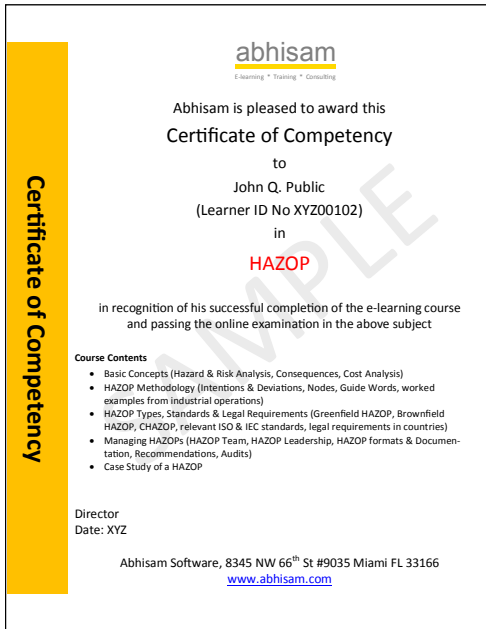 abhisam
E-learning * Training * Consulting
Abhisam is pleased to award this
Certificate of Competency
to
John Q. Public
(Learner ID No XYZ00102)
in
HAZOP
in recognition of his successful completion of the e-learning course
and passing the online examination in the above subject
Course Contents
• Basic Concepts (Hazard & Risk Analysis, Consequences, Cost Analysis)
• HAZOP Methodology (Intentions & Deviations, Nodes, Guide Words, worked
examples from industrial operations)
• HAZOP Types, Standards & Legal Requirements (Greenfield HAZOP, Brownfield
HAZOP, CHAZOP, relevant ISO & IEC standards, legal requirements in countries)
• Managing HAZOPs (HAZOP Team, HAZOP Leadership, HAZOP formats & Documen-
tation, Recommendations, Audits)
• Case Study of a HAZOP
Director
Date: XYZ
Abhisam Software, 8345 NW 66th St #9035 Miami FL 33166
www.abhisam.com
Certificate of Competency
SAMPLE